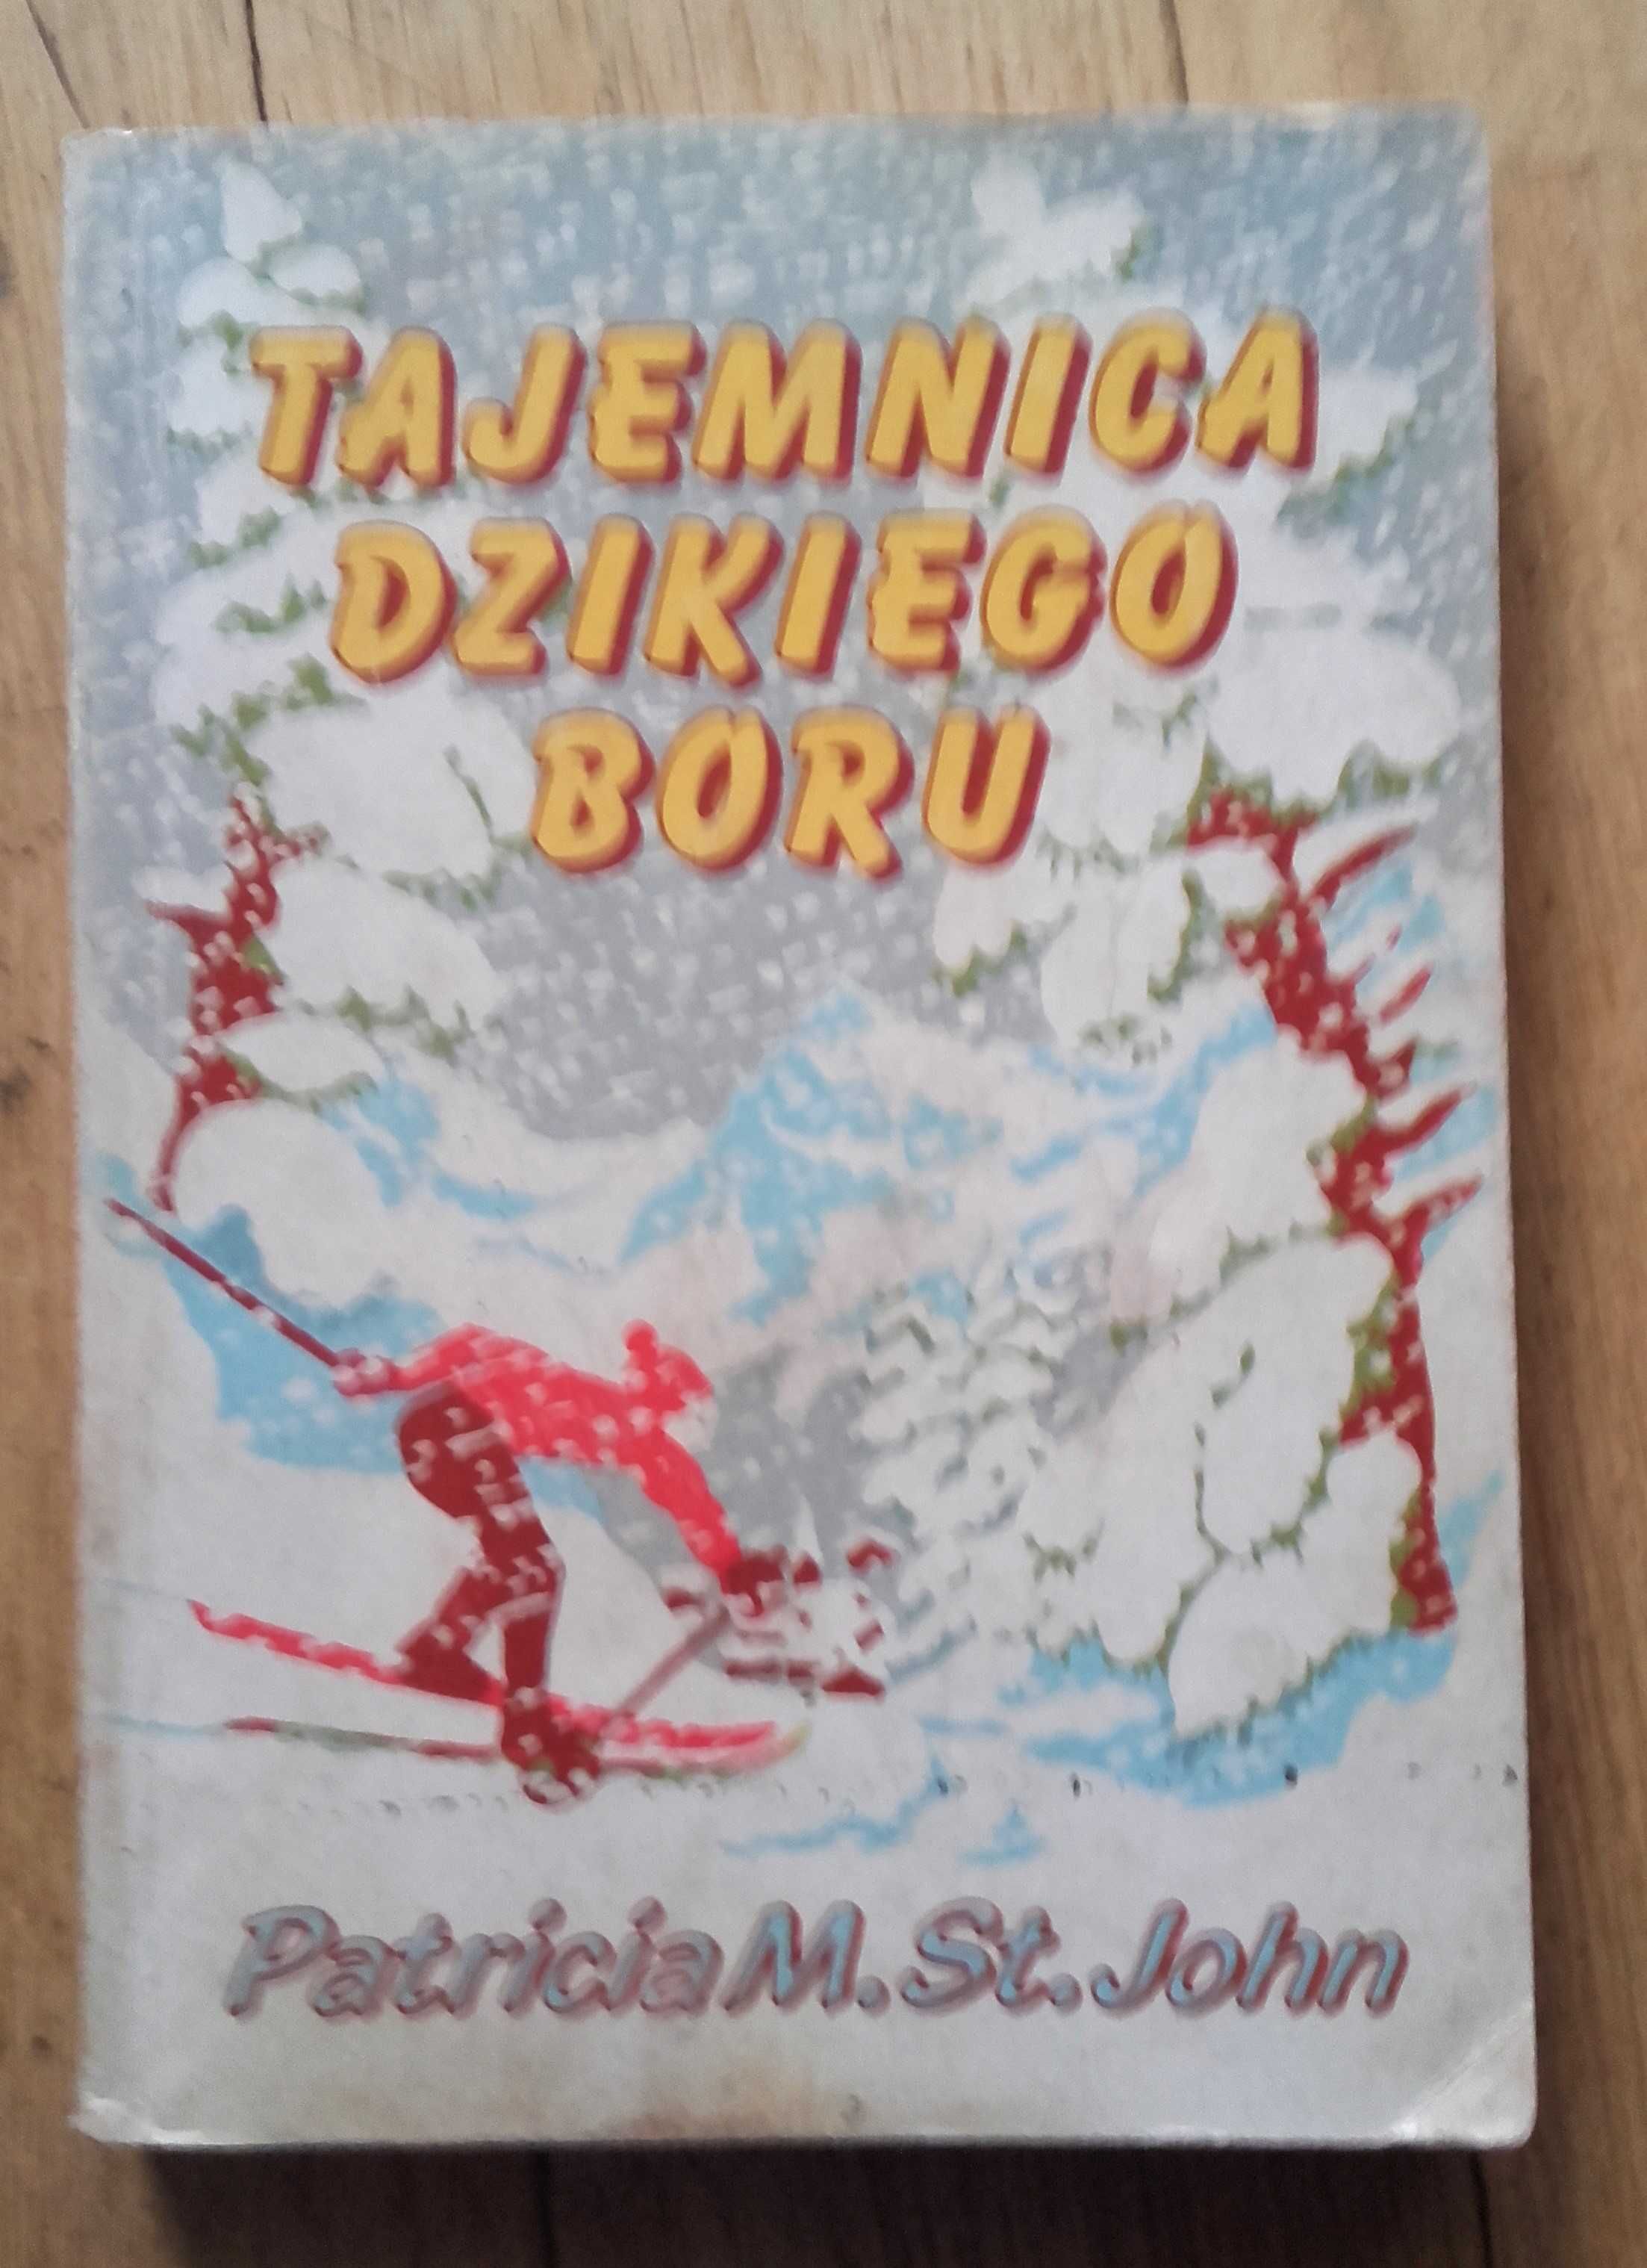 TAJEMNICA
DZIKIEGO
BORU
Patricia M. St. John